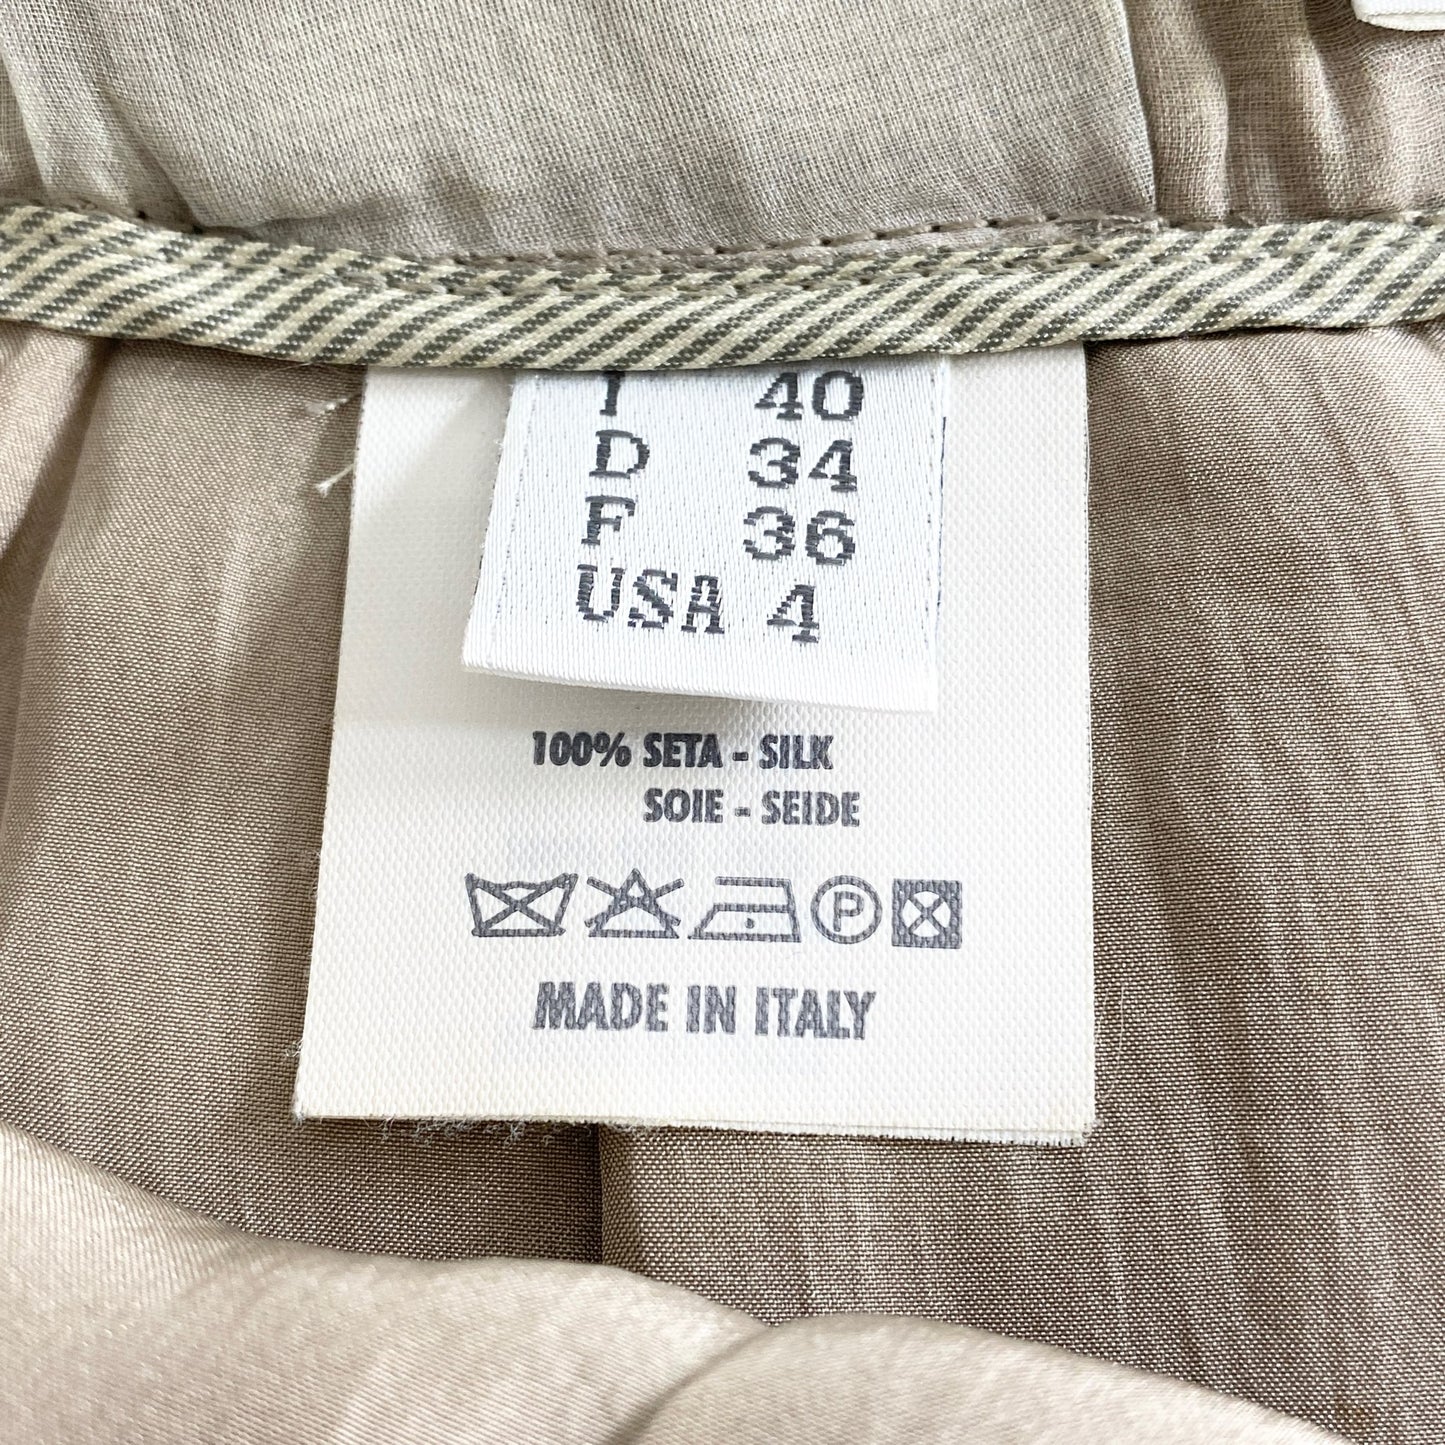 I 40
D 34
F 36
USA 4
100% SETA - SILK
SOIE - SEIDE
P
MADE IN ITALY